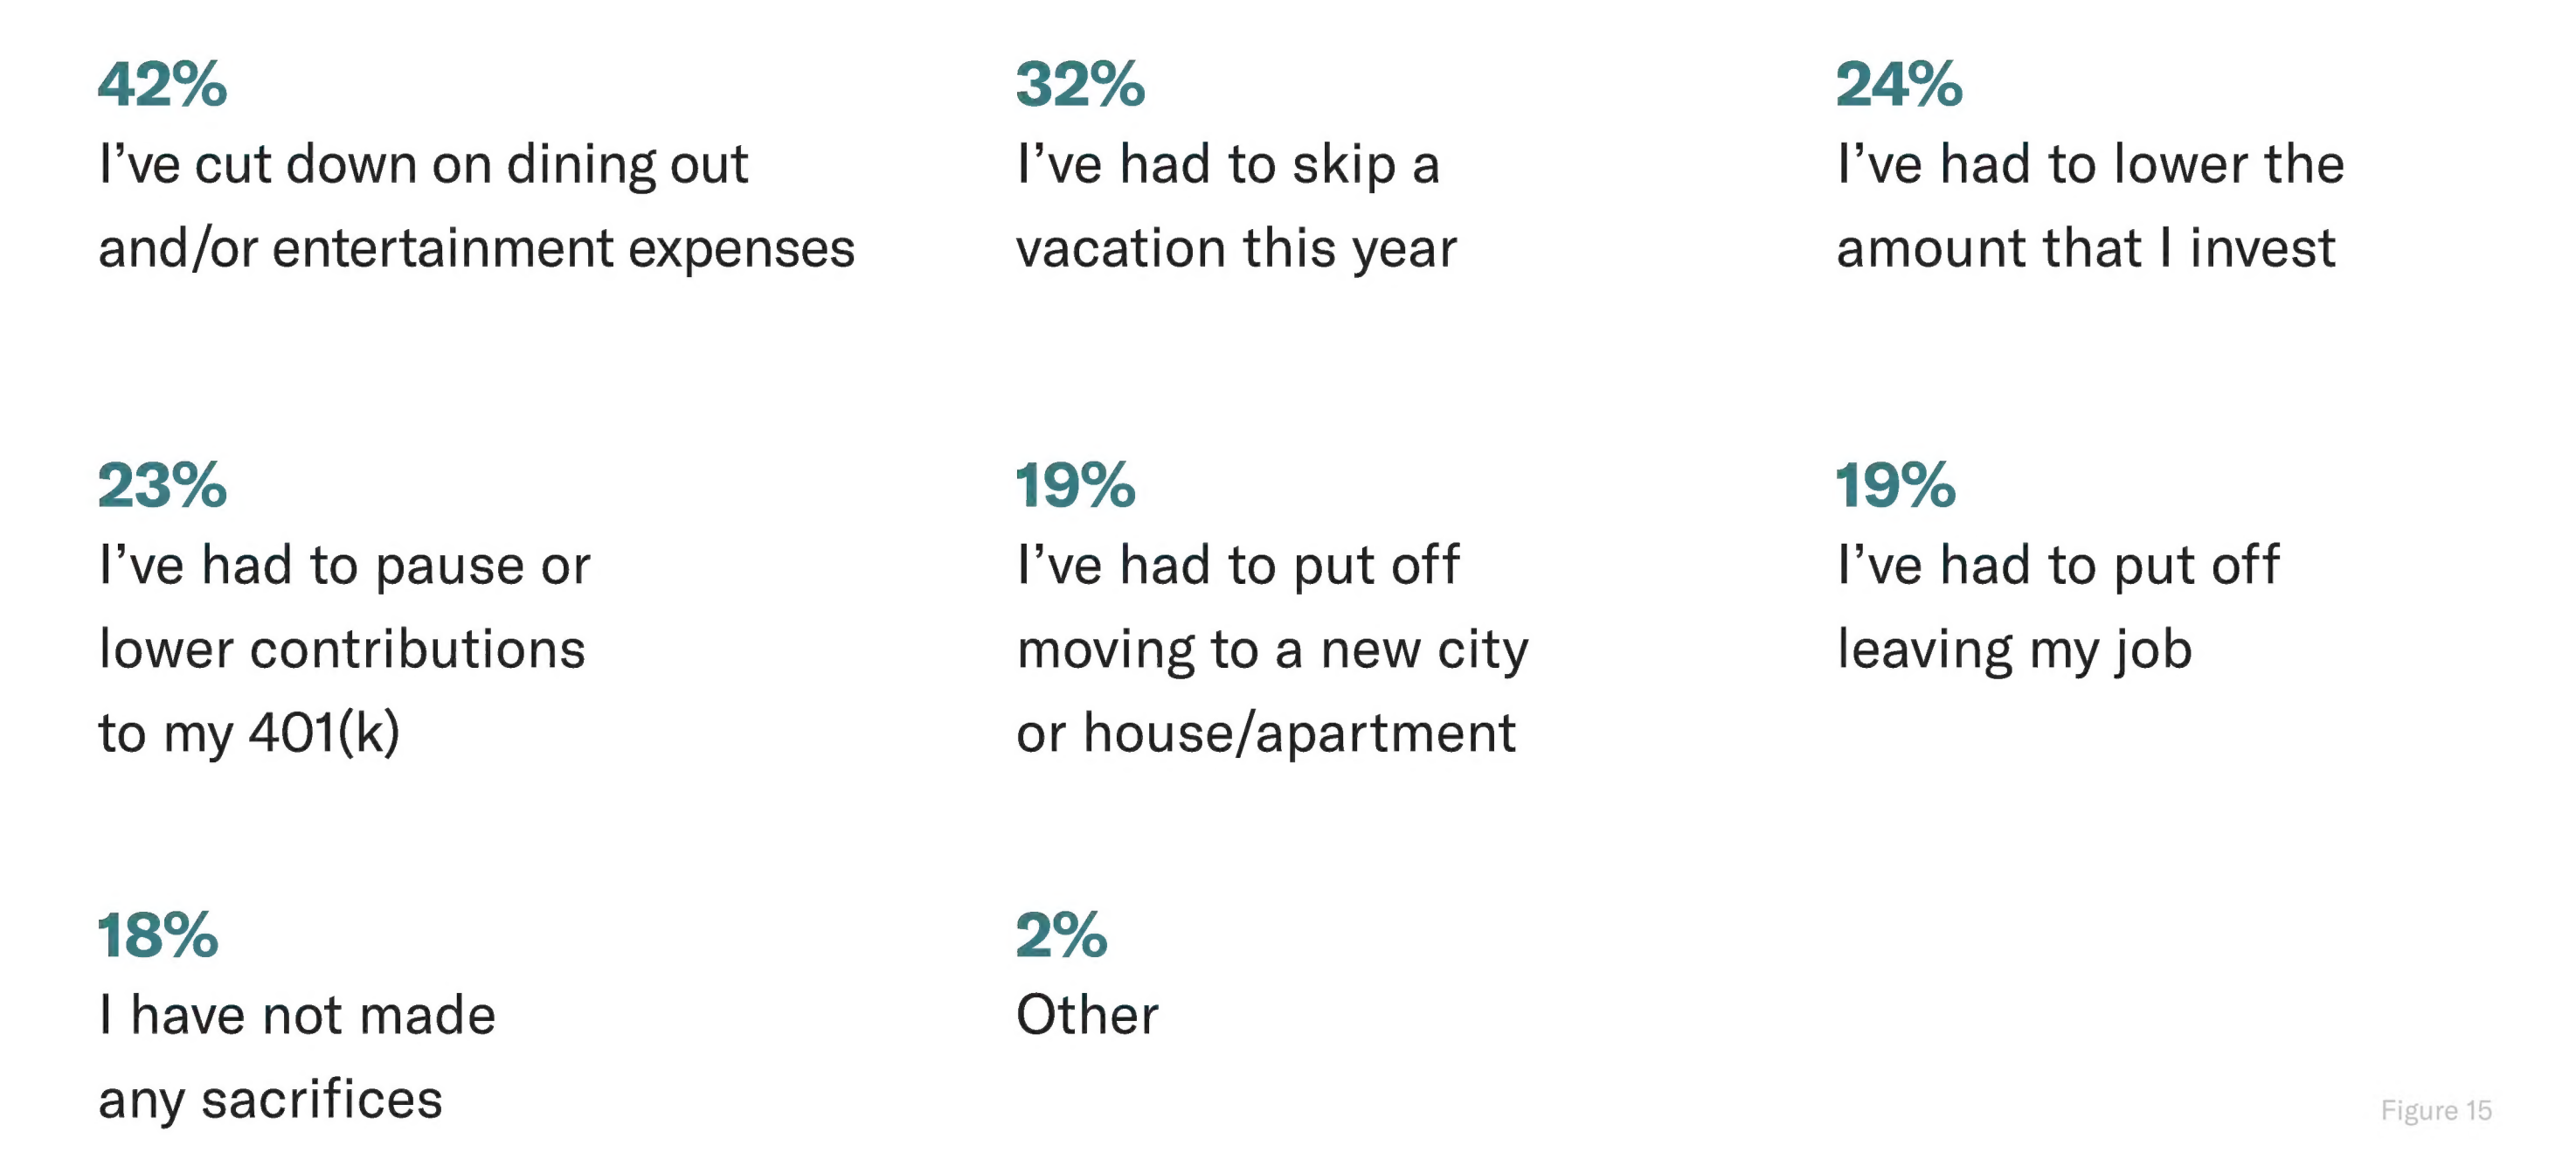 42%
I’ve cut down on dining out
and/or entertainment expenses
32%
I’ve had to skip a
vacation this year
24%
I’ve had to lower the
amount that I invest
23%
I’ve had to pause or
lower contributions
to my 401(k)
19%
I’ve had to put off
moving to a new city
or house/apartment
19%
I’ve had to put off
leaving my job
18%
I have not made
any sacrifices
2%
Other
Figure 15